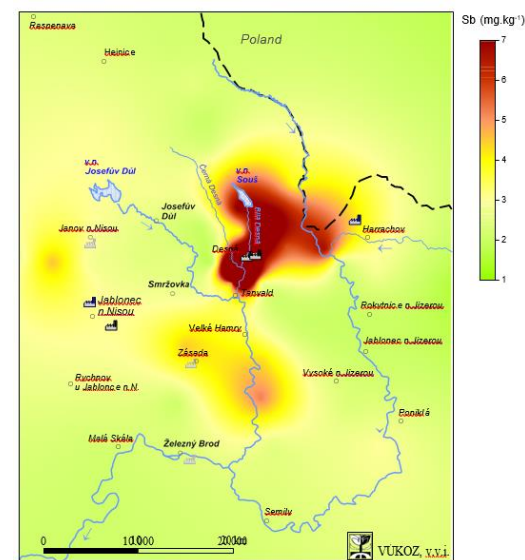 Sb (mg.kg⁻¹)
Raspenava
Poland
Hejnice
7
6
5
4
3
2
1
v.n.
Josefův Důl
v.n.
Souš
Černá Desná
Bílá Desná
Josefův
Důl
Janov n.Nisou
Harrachov
Desná
Smržovka
Tanvald
Jablonec
n.Nisou
Rokytnice n.Jizerou
Velké Hamry
Zásada
Jablonec n.Jizerou
Vysoké n.Jizerou
Rychnov
u Jablonce n.N.
Poniklá
Malá Skála
Železný Brod
Semily
0
VÚKOZ, v.v.i.